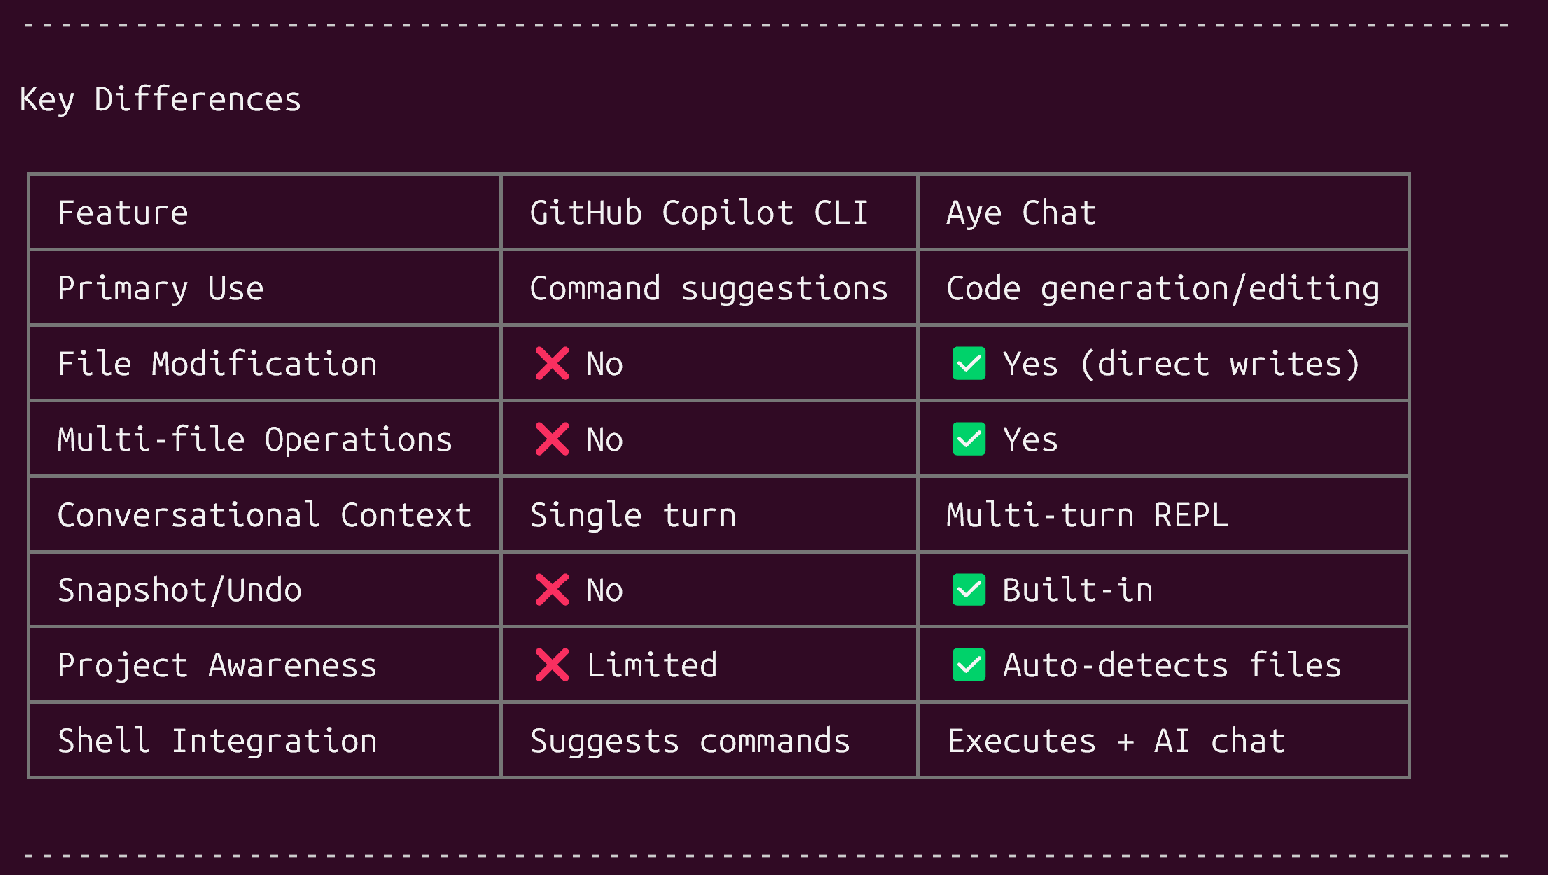 Key Differences
Feature GitHub Copilot CLI Aye Chat
Primary Use Command suggestions Code generation/editing
File Modification ❌ No ✅ Yes (direct writes)
Multi-file Operations ❌ No ✅ Yes
Conversational Context Single turn Multi-turn REPL
Snapshot/Undo ❌ No ✅ Built-in
Project Awareness ❌ Limited ✅ Auto-detects files
Shell Integration Suggests commands Executes + AI chat